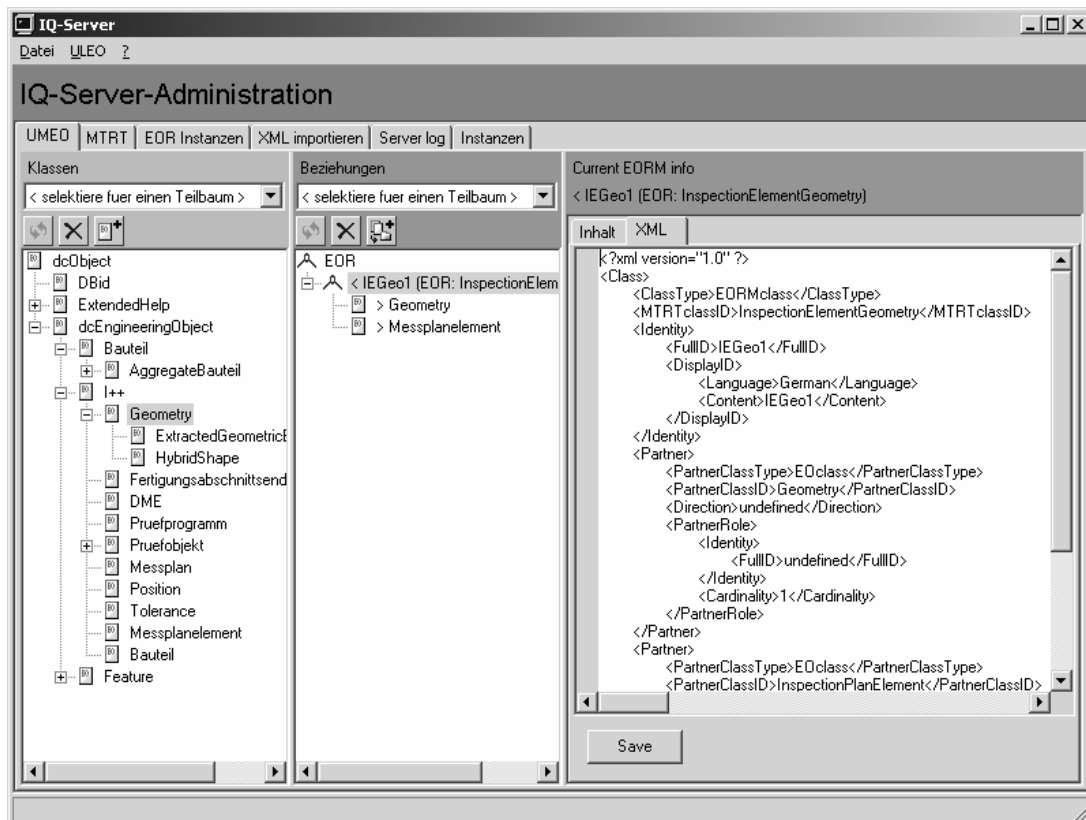 IQ-Server
Datei ULEO ?
IQ-Server-Administration
UMEO MTRT EOR Instanzen XML importieren Server log Instanzen
Klassen
< selektiere fuer einen Teilbaum >
dcObject
DBid
ExtendedHelp
dcEngineeringObject
Bauteil
AggregateBauteil
I++
Geometry
ExtractedGeometricE
HybridShape
Fertigungsabschnittsend
DME
Pruefprogramm
Pruefobjekt
Messplan
Position
Tolerance
Messplanelement
Bauteil
Feature
Beziehungen
< selektiere fuer einen Teilbaum >
EOR
< IEGeo1 (EOR: InspectionElem
> Geometry
> Messplanelement
Current EORM info
< IEGeo1 (EOR: InspectionElementGeometry)
Inhalt XML
<?xml version="1.0" ?>
<Class>
<ClassType>EORMclass</ClassType>
<MTRTclassID>InspectionElementGeometry</MTRTclassID>
<Identity>
<FullID>IEGeo1</FullID>
<DisplayID>
<Language>German</Language>
<Content>IEGeo1</Content>
</DisplayID>
</Identity>
<Partner>
<PartnerClassType>EOclass</PartnerClassType>
<PartnerClassID>Geometry</PartnerClassID>
<Direction>undefined</Direction>
<PartnerRole>
<Identity>
<FullID>undefined</FullID>
</Identity>
<Cardinality>1</Cardinality>
</PartnerRole>
</Partner>
<Partner>
<PartnerClassType>EOclass</PartnerClassType>
<PartnerClassID>InspectionPlanElement</PartnerClassID>
Save